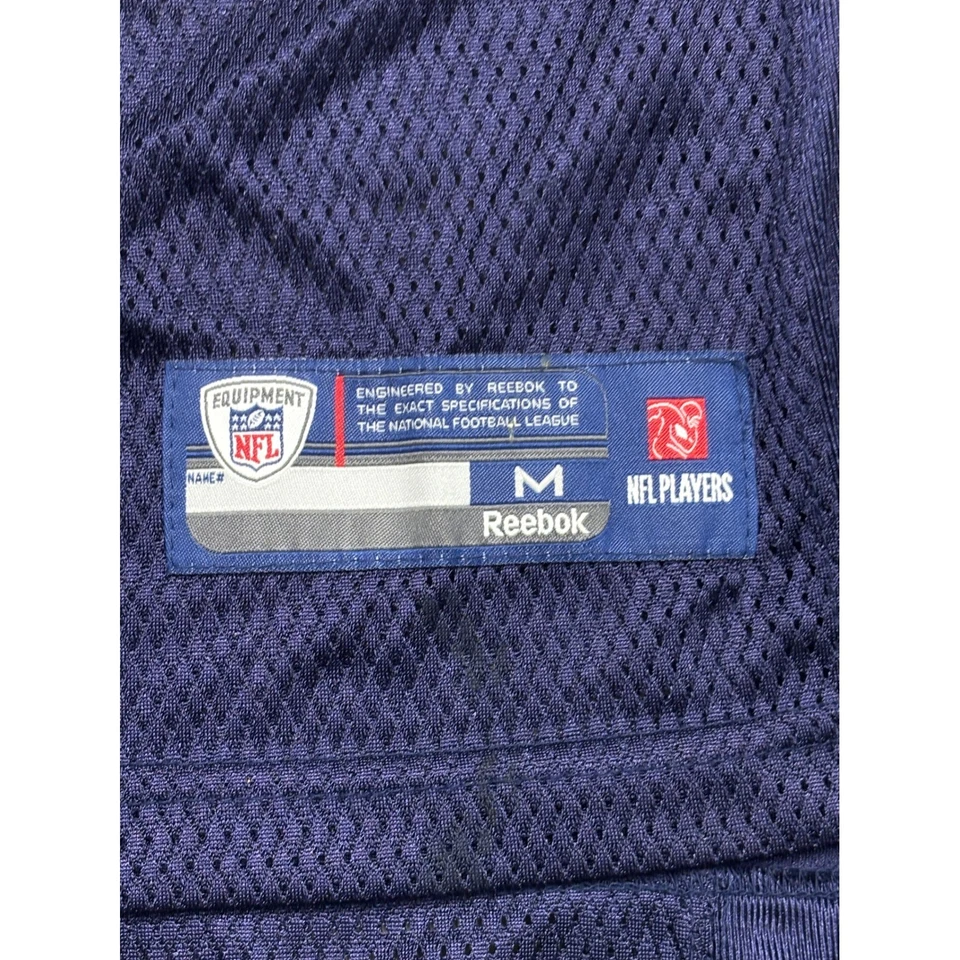 EQUIPMENT
NFL
ENGINEERED BY REEBOK TO
THE EXACT SPECIFICATIONS OF
THE NATIONAL FOOTBALL LEAGUE
NAME#
M
Reebok
NFL PLAYERS